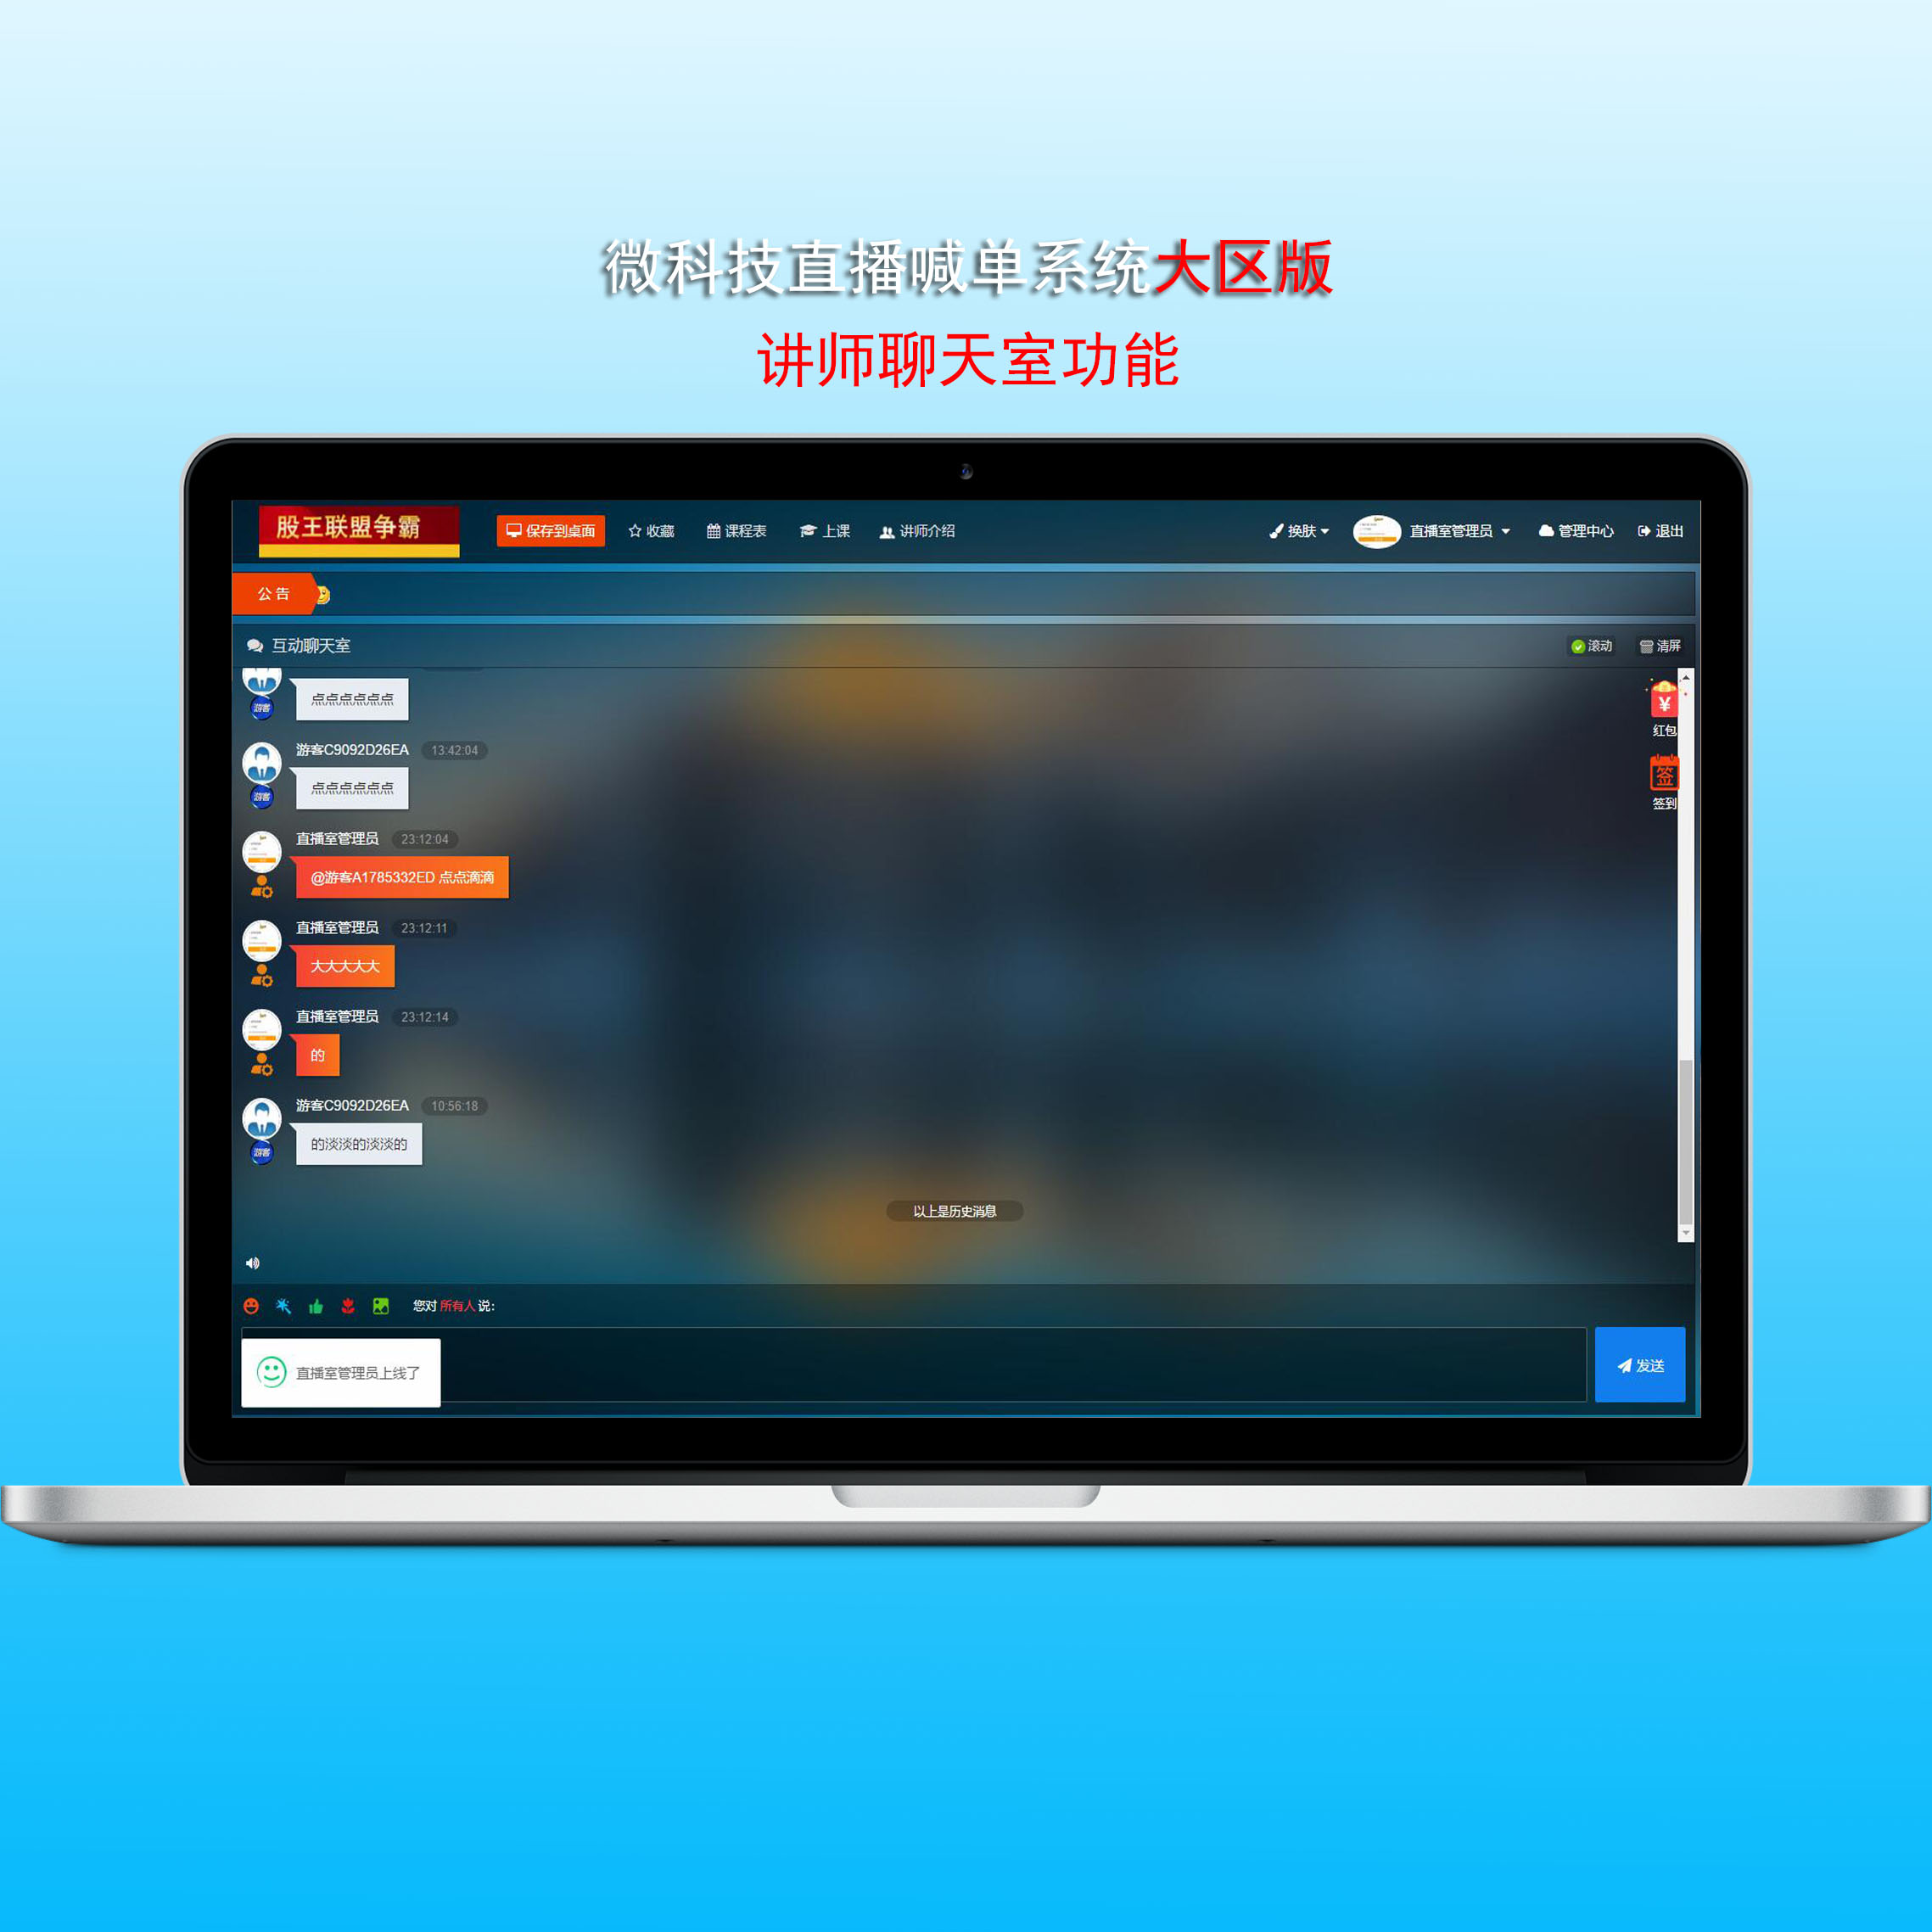 微科技直播喊单系统大区版
讲师聊天室功能
股王联盟争霸
保存到桌面 收藏 课程表 上课 讲师介绍 换肤 直播室管理员 管理中心 退出
公告
互动聊天室 滚动 清屏
游客
点点点点点点
¥
红包
游客C9092D26EA 13:42:04
游客
点点点点点点
签
签到
直播室管理员 23:12:04
@游客A1785332ED 点点滴滴
直播室管理员 23:12:11
大大大大大
直播室管理员 23:12:14
的
游客C9092D26EA 10:56:18
游客
的淡淡的淡淡的
以上是历史消息
您对 所有人 说:
直播室管理员上线了
发送